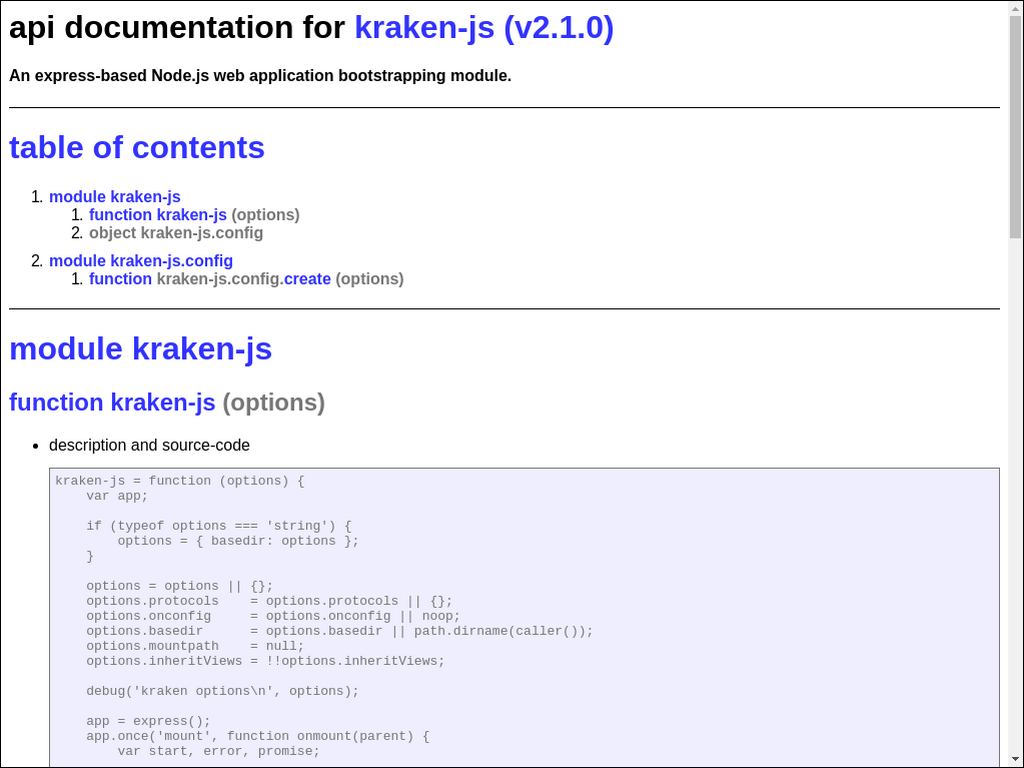 api documentation for kraken-js (v2.1.0)
An express-based Node.js web application bootstrapping module.
table of contents
1. module kraken-js
1. function kraken-js (options)
2. object kraken-js.config
2. module kraken-js.config
1. function kraken-js.config.create (options)
module kraken-js
function kraken-js (options)
• description and source-code
kraken-js = function (options) {
    var app;
    if (typeof options === 'string') {
        options = { basedir: options };
    }
    options = options || {};
    options.protocols    = options.protocols || {};
    options.onconfig     = options.onconfig || noop;
    options.basedir      = options.basedir || path.dirname(caller());
    options.mountpath    = null;
    options.inheritViews = !!options.inheritViews;
    debug('kraken options\n', options);
    app = express();
    app.once('mount', function onmount(parent) {
        var start, error, promise;